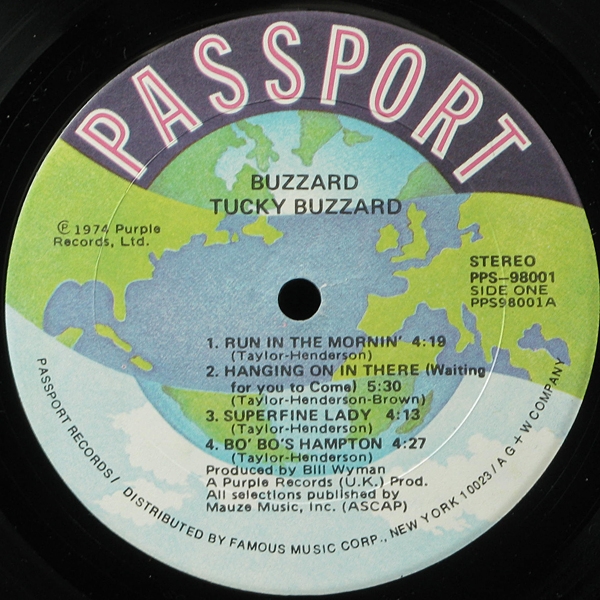 PASSPORT
BUZZARD
TUCKY BUZZARD
Ⓟ 1974 Purple
Records, Ltd.
STEREO
PPS-98001
SIDE ONE
PPS98001A
1. RUN IN THE MORNIN' 4:19
(Taylor-Henderson)
2. HANGING ON IN THERE (Waiting
for you to Come) 5:30
(Taylor-Henderson-Brown)
3. SUPERFINE LADY 4:13
(Taylor-Henderson)
4. BO' BO'S HAMPTON 4:27
(Taylor-Henderson)
Produced by Bill Wyman
A Purple Records (U.K.) Prod.
All selections published by
Mauze Music, Inc. (ASCAP)
PASSPORT RECORDS/ DISTRIBUTED BY FAMOUS MUSIC CORP., NEW YORK 10023/A G + W COMPANY